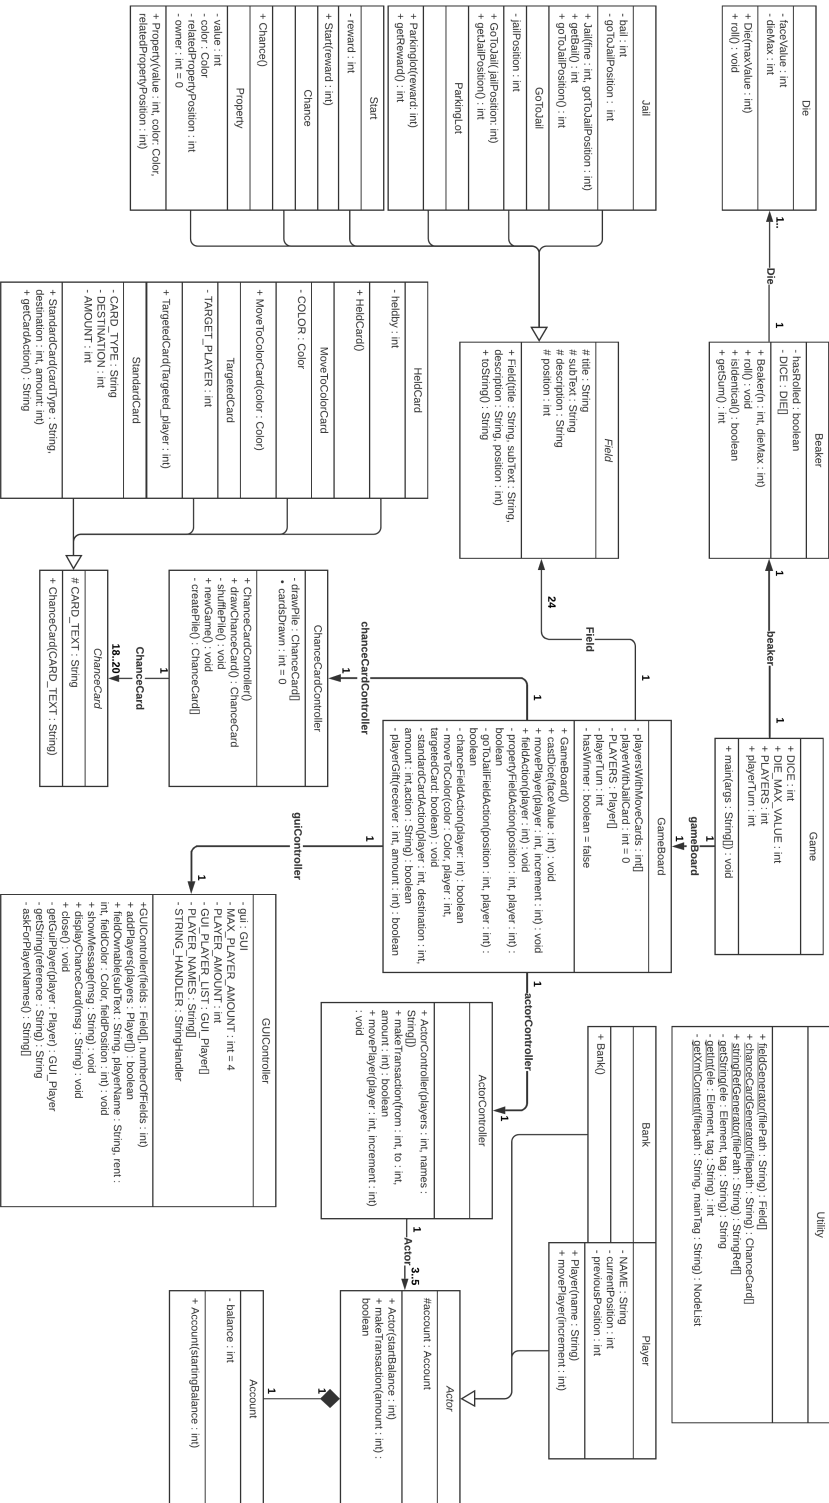 Die
- faceValue : int
- dieMax : int
+ Die(maxValue : int)
+ roll() : void
1..
Die
1
Beaker
- hasRolled : boolean
- DICE : DIE[]
+ Beaker(n : int, dieMax : int)
+ roll() : void
+ isIdentical() : boolean
+ getSum() : int
1
beaker
1
Game
+ DICE : int
+ DIE_MAX_VALUE : int
+ PLAYERS : int
+ playerTurn : int
+ main(args : String[]) : void
1
gameBoard
1
Utility
+ fieldGenerator(filePath : String) : Field[]
+ chanceCardGenerator(filepath : String) : ChanceCard[]
+ stringRefGenerator(filePath : String) : StringRef[]
- getString(ele : Element, tag : String) : String
- getInt(ele : Element, tag : String) : int
- getXmlContent(filepath : String, mainTag : String) : NodeList
Jail
- bail : int
- goToJailPosition : int
+ Jail(fine : int, gotToJailPosition : int)
+ getBail() : int
+ goToJailPosition() : int
GoToJail
- jailPosition : int
+ GoToJail( jailPosition: int)
+ getJailPosition() : int
ParkingLot
+ Parkinglot(reward: int)
+ getReward() : int
Start
- reward : int
+ Start(reward : int)
Chance
+ Chance()
Property
- value : int
- color : Color
- relatedPropertyPosition : int
- owner : int = 0
+ Property(value : int, color: Color,
relatedPropertyPosition : int)
Field
# title : String
# subText : String
# description : String
# position : int
+ Field(title : String, subText : String,
description : String, position : int)
+ toString() : String
24
Field
1
GameBoard
- playersWithMoveCards : int[]
- playerWithJailCard : int = 0
- PLAYERS : Player[]
- playerTurn : int
- hasWinner : boolean = false
+ GameBoard()
+ castDice(faceValue : int) : void
+ movePlayer(player : int, increment : int) : void
+ fieldAction(player : int) : void
- propertyFieldAction(position : int, player : int) :
boolean
- goToJailFieldAction(position : int, player : int) :
boolean
- chanceFieldAction(player: int) : boolean
- moveToColor(color : Color, player : int,
targetedCard: boolean) : void
- standardCardAction(player : int, destination : int,
amount : int,action : String) : boolean
- playerGift(receiver : int, amount : int) : boolean
HeldCard
- heldby : int
+ HeldCard()
MoveToColorCard
- COLOR : Color
+ MoveToColorCard(color : Color)
TargetedCard
- TARGET_PLAYER : int
+ TargetedCard(Targeted_player : int)
StandardCard
- CARD_TYPE : String
- DESTINATION : int
- AMOUNT : int
+ StandardCard(cardType : String,
destination : int, amount: int)
+ getCardAction() : String
ChanceCard
# CARD_TEXT : String
+ ChanceCard(CARD_TEXT : String)
18..20
ChanceCard
1
ChanceCardController
- drawPile : ChanceCard[]
• cardsDrawn : int = 0
+ ChanceCardController()
+ drawChanceCard() : ChanceCard
- shufflePile() : void
+ newGame() : void
- createPile() : ChanceCard[]
1
chanceCardController
1
1
guiController
1
GUIController
- gui : GUI
- MAX_PLAYER_AMOUNT : int = 4
- PLAYER_AMOUNT : int
- GUI_PLAYER_LIST : GUI_Player[]
- PLAYER_NAMES : String[]
- STRING_HANDLER : StringHandler
+GUIController(fields : Field[], numberOfFields : int)
+ addPlayers(players : Player[]) : boolean
+ fieldOwnable(subText : String, playerName : String, rent :
int, fieldColor : Color, fieldPosition : int) : void
+ showMessage(msg : String) : void
+ displayChanceCard(msg : String) : void
+ close() : void
- getGuiPlayer(player : Player) : GUI_Player
- getString(reference : String) : String
- askForPlayerNames() : String[]
1
actorController
1
ActorController
+ ActorController(players : int, names :
String[])
+ makeTransaction(from : int, to : int,
amount : int) : boolean
+ movePlayer(player : int, increment : int)
: void
1
Actor
3..5
Bank
+ Bank()
Player
- NAME : String
- currentPosition : int
- previousPosition : int
+ Player(name : String)
+ movePlayer(increment : int)
Actor
#account : Account
+ Actor(startBalance : int)
+ makeTransaction(amount : int) :
boolean
1
1
Account
- balance : int
+ Account(startingBalance : int)